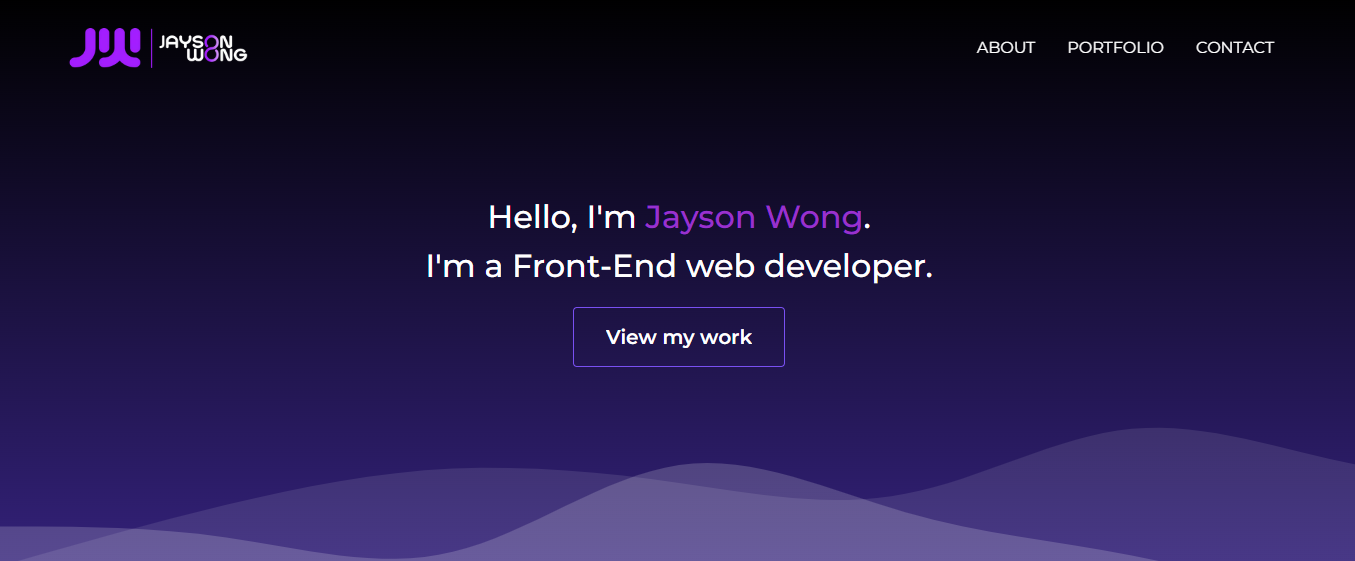 JW
JAYSON
WONG
ABOUT PORTFOLIO CONTACT
Hello, I'm Jayson Wong.
I'm a Front-End web developer.
View my work